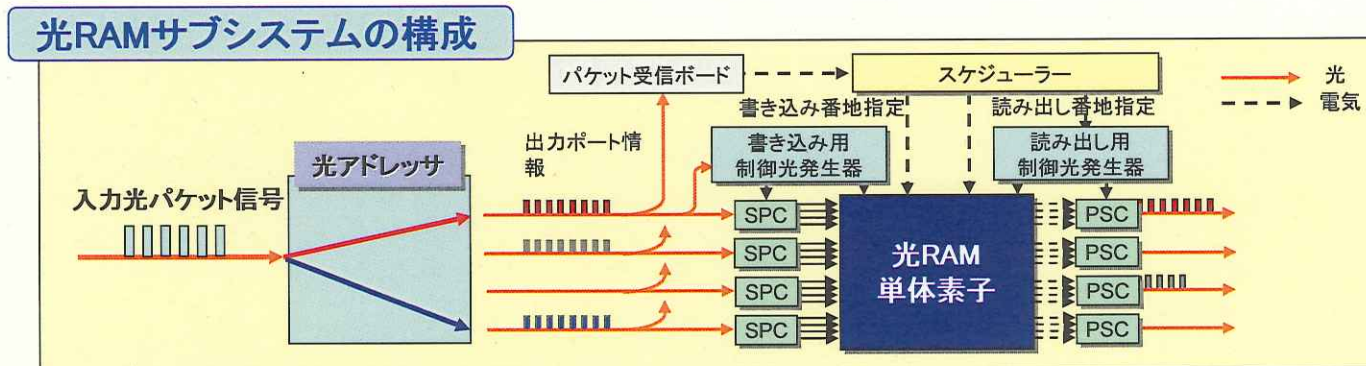 光RAMサブシステムの構成
パケット受信ボード
スケジューラー
光
電気
書き込み番地指定
読み出し番地指定
出力ポート情
報
書き込み用
制御光発生器
読み出し用
制御光発生器
光アドレッサ
入力光パケット信号
SPC
SPC
SPC
SPC
光RAM
単体素子
PSC
PSC
PSC
PSC